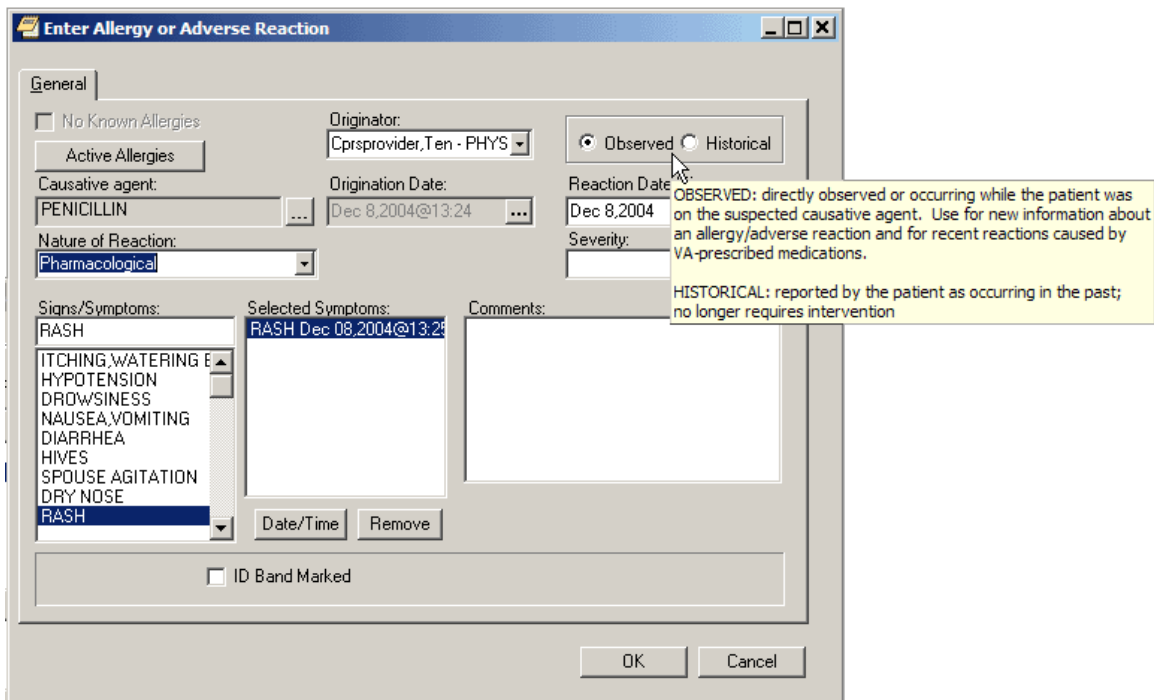 Enter Allergy or Adverse Reaction
General
No Known Allergies
Active Allergies
Originator:
Cprsprovider,Ten - PHYS
Observed
Historical
Causative agent:
PENICILLIN
...
Origination Date:
Dec 8,2004@13:24
...
Reaction Date
Dec 8,2004
OBSERVED: directly observed or occurring while the patient was
on the suspected causative agent.  Use for new information about
an allergy/adverse reaction and for recent reactions caused by
VA-prescribed medications.
HISTORICAL: reported by the patient as occurring in the past;
no longer requires intervention
Nature of Reaction:
Pharmacological
Severity:
Signs/Symptoms:
RASH
ITCHING,WATERING E
HYPOTENSION
DROWSINESS
NAUSEA,VOMITING
DIARRHEA
HIVES
SPOUSE AGITATION
DRY NOSE
RASH
Selected Symptoms:
RASH Dec 08,2004@13:25
Comments:
Date/Time
Remove
ID Band Marked
OK
Cancel